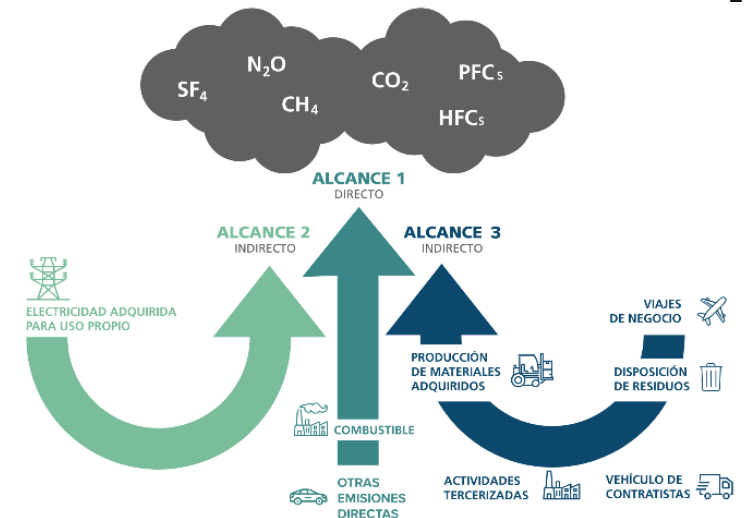 SF₄
N₂O
CH₄
CO₂
PFCs
HFCs
ALCANCE 1
DIRECTO
ALCANCE 2
INDIRECTO
ALCANCE 3
INDIRECTO
ELECTRICIDAD ADQUIRIDA
PARA USO PROPIO
COMBUSTIBLE
OTRAS
EMISIONES
DIRECTAS
PRODUCCIÓN
DE MATERIALES
ADQUIRIDOS
ACTIVIDADES
TERCERIZADAS
VIAJES
DE NEGOCIO
DISPOSICIÓN
DE RESIDUOS
VEHÍCULO DE
CONTRATISTAS